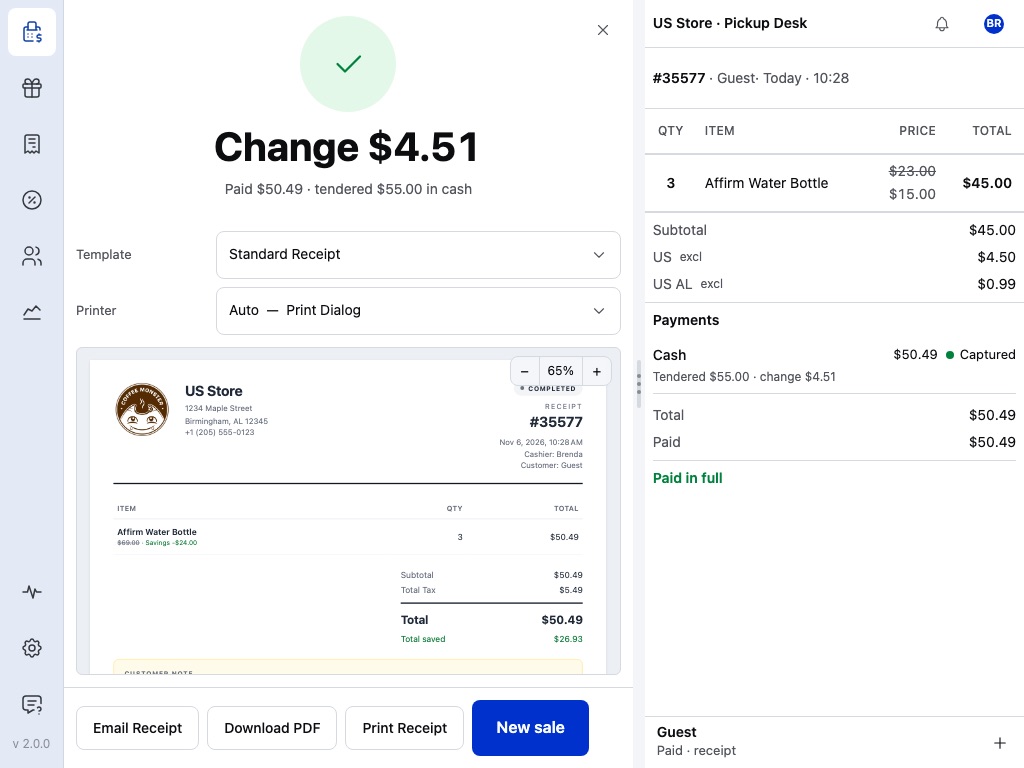 Change $4.51
Paid $50.49 · tendered $55.00 in cash
Template
Standard Receipt
Printer
Auto — Print Dialog
− 65% +
COFFEE MONSTER
US Store
1234 Maple Street
Birmingham, AL 12345
+1 (205) 555-0123
COMPLETED
RECEIPT
#35577
Nov 6, 2026, 10:28 AM
Cashier: Brenda
Customer: Guest
ITEM QTY TOTAL
Affirm Water Bottle 3 $50.49
$69.00 · Savings -$24.00
Subtotal $50.49
Total Tax $5.49
Total $50.49
Total saved $26.93
CUSTOMER NOTE
Email Receipt
Download PDF
Print Receipt
New sale
v 2.0.0
US Store · Pickup Desk
BR
#35577 · Guest· Today · 10:28
QTY ITEM PRICE TOTAL
3 Affirm Water Bottle $23.00 $15.00 $45.00
Subtotal $45.00
US excl $4.50
US AL excl $0.99
Payments
Cash $50.49 Captured
Tendered $55.00 · change $4.51
Total $50.49
Paid $50.49
Paid in full
Guest
Paid · receipt
+